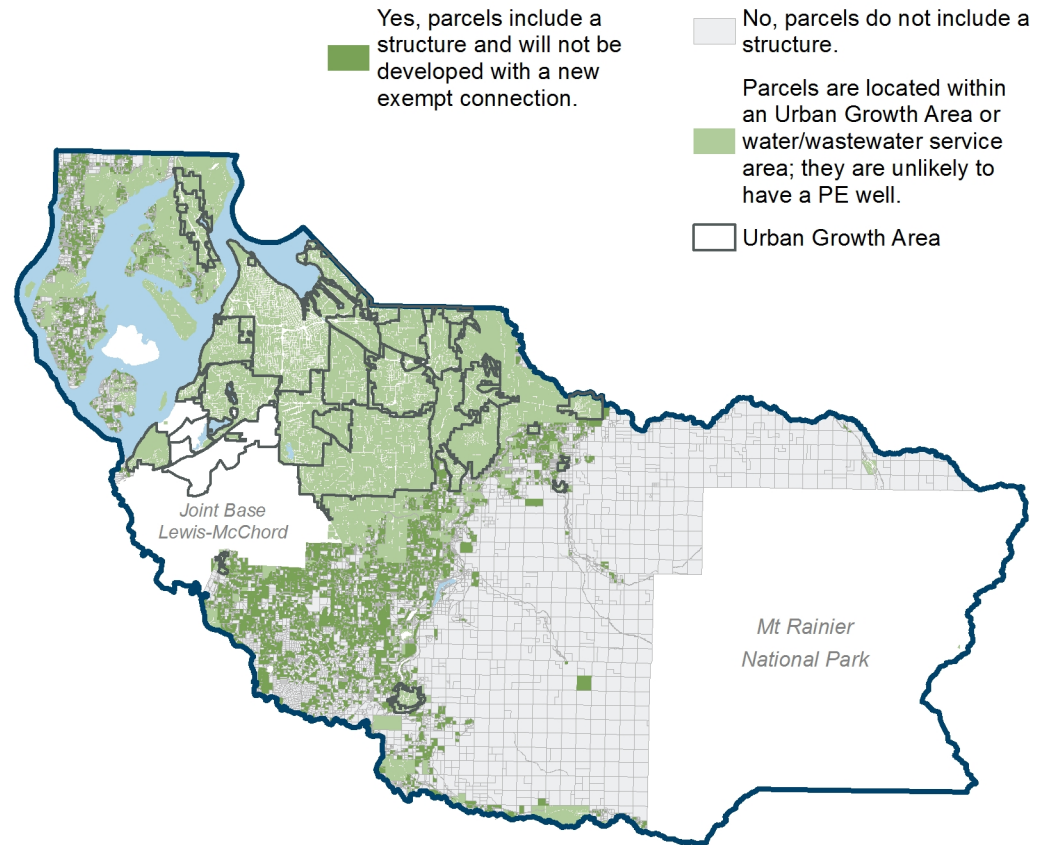 Yes, parcels include a
structure and will not be
developed with a new
exempt connection.
No, parcels do not include a
structure.
Parcels are located within
an Urban Growth Area or
water/wastewater service
area; they are unlikely to
have a PE well.
Urban Growth Area
Joint Base
Lewis-McChord
Mt Rainier
National Park